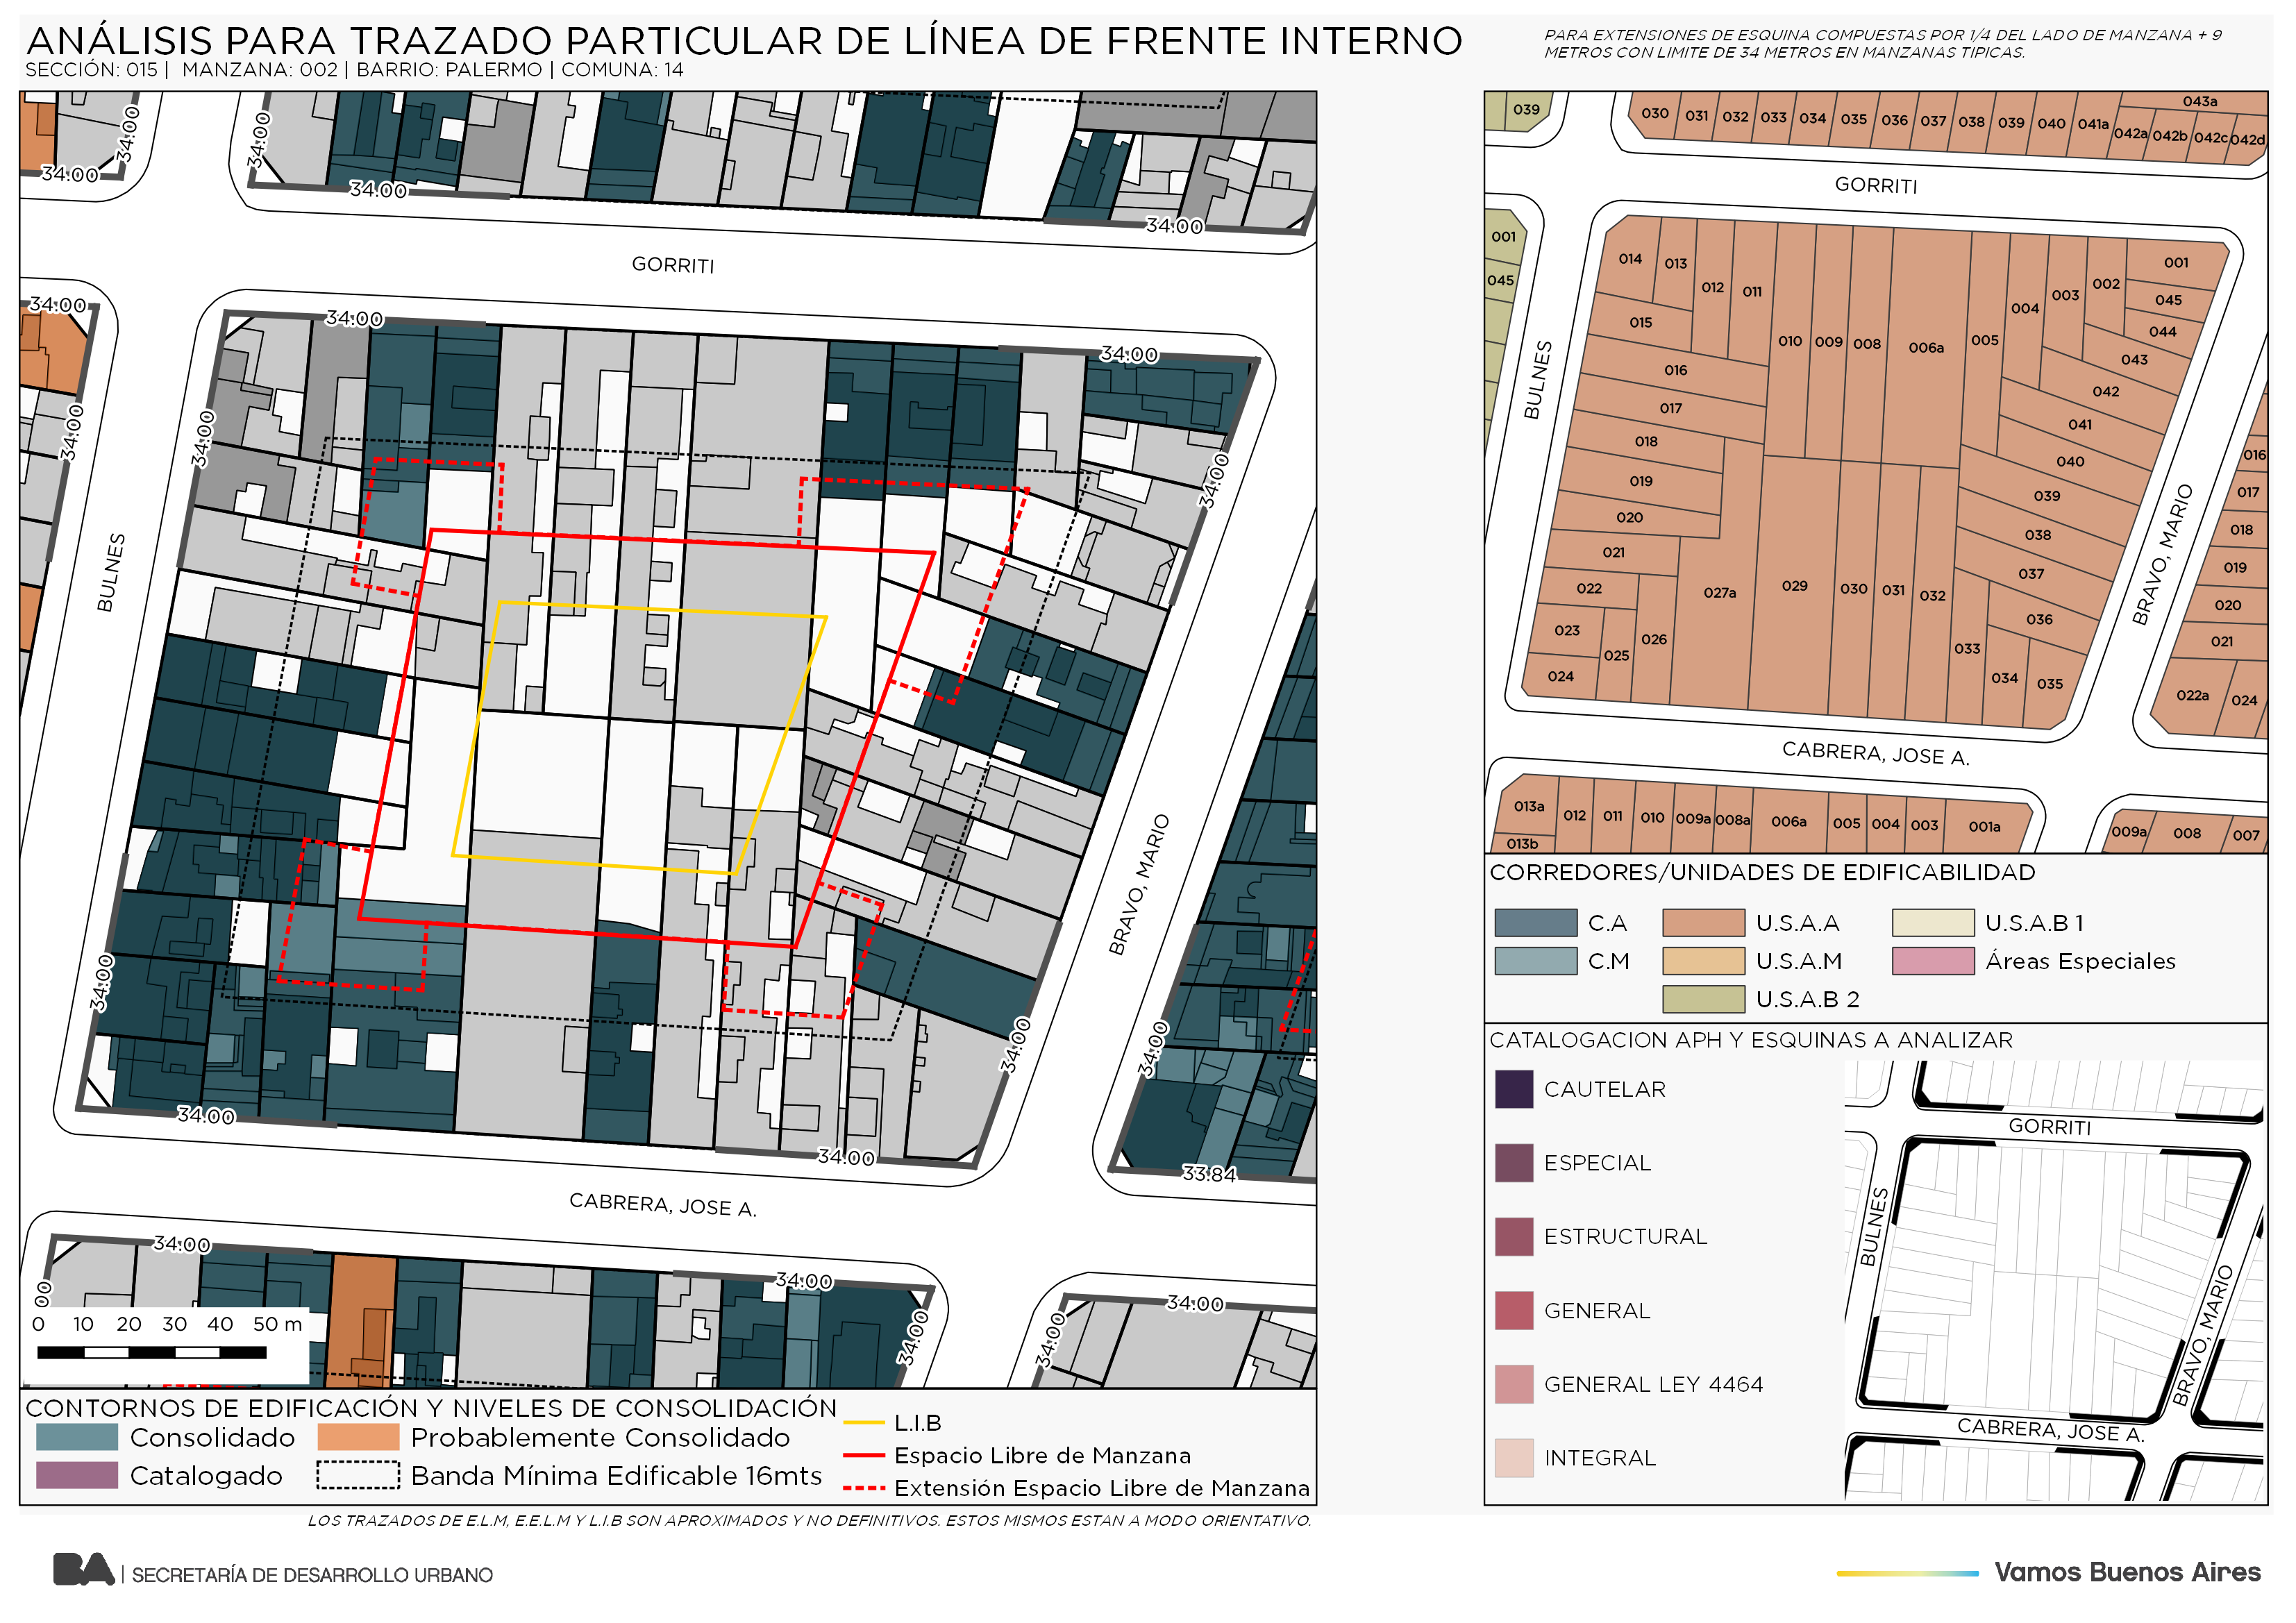 ANÁLISIS PARA TRAZADO PARTICULAR DE LÍNEA DE FRENTE INTERNO
SECCIÓN: 015 | MANZANA: 002 | BARRIO: PALERMO | COMUNA: 14
PARA EXTENSIONES DE ESQUINA COMPUESTAS POR 1/4 DEL LADO DE MANZANA + 9
METROS CON LIMITE DE 34 METROS EN MANZANAS TIPICAS.
34.00
34.00
34.00
34.00
34.00
GORRITI
34.00
34.00
34.00
34.00
34.00
34.00
BULNES
BRAVO, MARIO
34.00
34.00
34.00
34.00
34.00
33.84
CABRERA, JOSE A.
34.00
34.00
34.00
34.00
34.00
00
0 10 20 30 40 50 m
CONTORNOS DE EDIFICACIÓN Y NIVELES DE CONSOLIDACIÓN
Consolidado
Probablemente Consolidado
Catalogado
Banda Mínima Edificable 16mts
L.I.B
Espacio Libre de Manzana
Extensión Espacio Libre de Manzana
LOS TRAZADOS DE E.L.M, E.E.L.M Y L.I.B SON APROXIMADOS Y NO DEFINITIVOS. ESTOS MISMOS ESTAN A MODO ORIENTATIVO.
039
030 031 032 033 034 035 036 037 038 039 040 041a 043a
042a 042b 042c 042d
GORRITI
001
045
014 013 012 011 010 009 008 006a 005 004 003 002 001
045
044
043
042
041
040
039
038
037
036
015
016
017
018
019
020
021
022
023
024
025
026
027a
029
030
031
032
033
034
035
BULNES
BRAVO, MARIO
016
017
018
019
020
021
022a
024
CABRERA, JOSE A.
013a
013b
012 011 010 009a 008a 006a 005 004 003 001a
009a 008 007
CORREDORES/UNIDADES DE EDIFICABILIDAD
C.A
U.S.A.A
U.S.A.B 1
C.M
U.S.A.M
Áreas Especiales
U.S.A.B 2
CATALOGACION APH Y ESQUINAS A ANALIZAR
CAUTELAR
ESPECIAL
ESTRUCTURAL
GENERAL
GENERAL LEY 4464
INTEGRAL
GORRITI
BULNES
BRAVO, MARIO
CABRERA, JOSE A.
BA | SECRETARÍA DE DESARROLLO URBANO
Vamos Buenos Aires